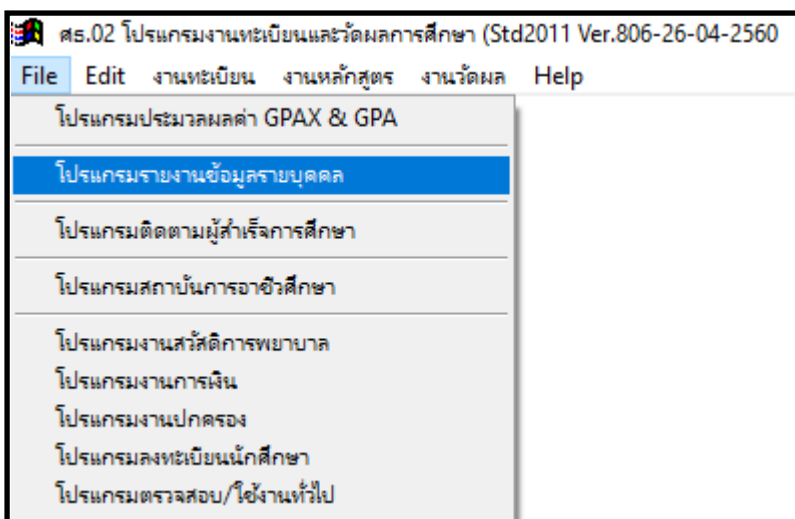 ศธ.02 โปรแกรมงานทะเบียนและวัดผลการศึกษา (Std2011 Ver.806-26-04-2560
File Edit งานทะเบียน งานหลักสูตร งานวัดผล Help
โปรแกรมประมวลผลค่า GPAX & GPA
โปรแกรมรายงานข้อมูลรายบุคคล
โปรแกรมติดตามผู้สำเร็จการศึกษา
โปรแกรมสถาบันการอาชีวศึกษา
โปรแกรมงานสวัสดิการพยาบาล
โปรแกรมงานการเงิน
โปรแกรมงานปกครอง
โปรแกรมลงทะเบียนนักศึกษา
โปรแกรมตรวจสอบ/ใช้งานทั่วไป